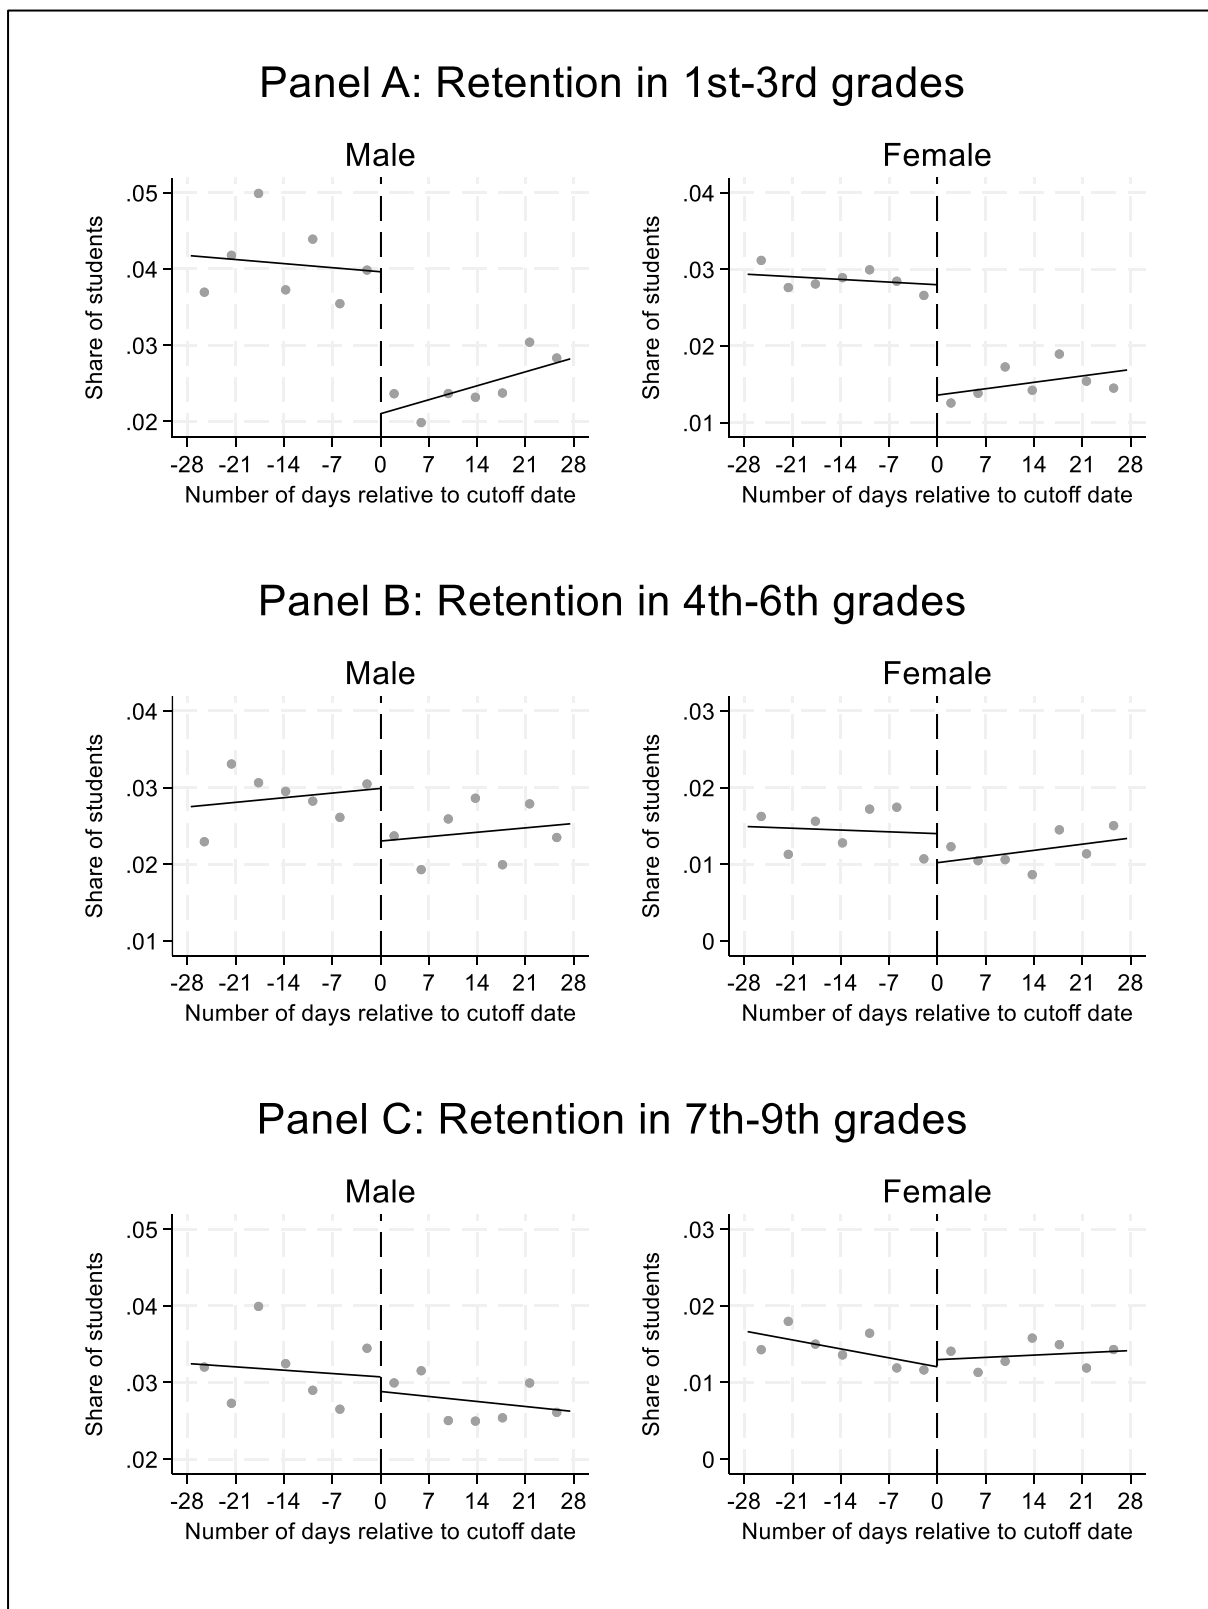 Panel A: Retention in 1st-3rd grades
Male
Female
Share of students
.05
.04
.03
.02
-28 -21 -14 -7 0 7 14 21 28
Number of days relative to cutoff date
Share of students
.04
.03
.02
.01
-28 -21 -14 -7 0 7 14 21 28
Number of days relative to cutoff date
Panel B: Retention in 4th-6th grades
Male
Female
Share of students
.04
.03
.02
.01
-28 -21 -14 -7 0 7 14 21 28
Number of days relative to cutoff date
Share of students
.03
.02
.01
0
-28 -21 -14 -7 0 7 14 21 28
Number of days relative to cutoff date
Panel C: Retention in 7th-9th grades
Male
Female
Share of students
.05
.04
.03
.02
-28 -21 -14 -7 0 7 14 21 28
Number of days relative to cutoff date
Share of students
.03
.02
.01
0
-28 -21 -14 -7 0 7 14 21 28
Number of days relative to cutoff date